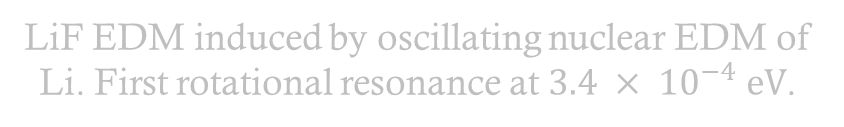 LiF EDM induced by oscillating nuclear EDM of
Li. First rotational resonance at 3.4 × 10⁻⁴ eV.